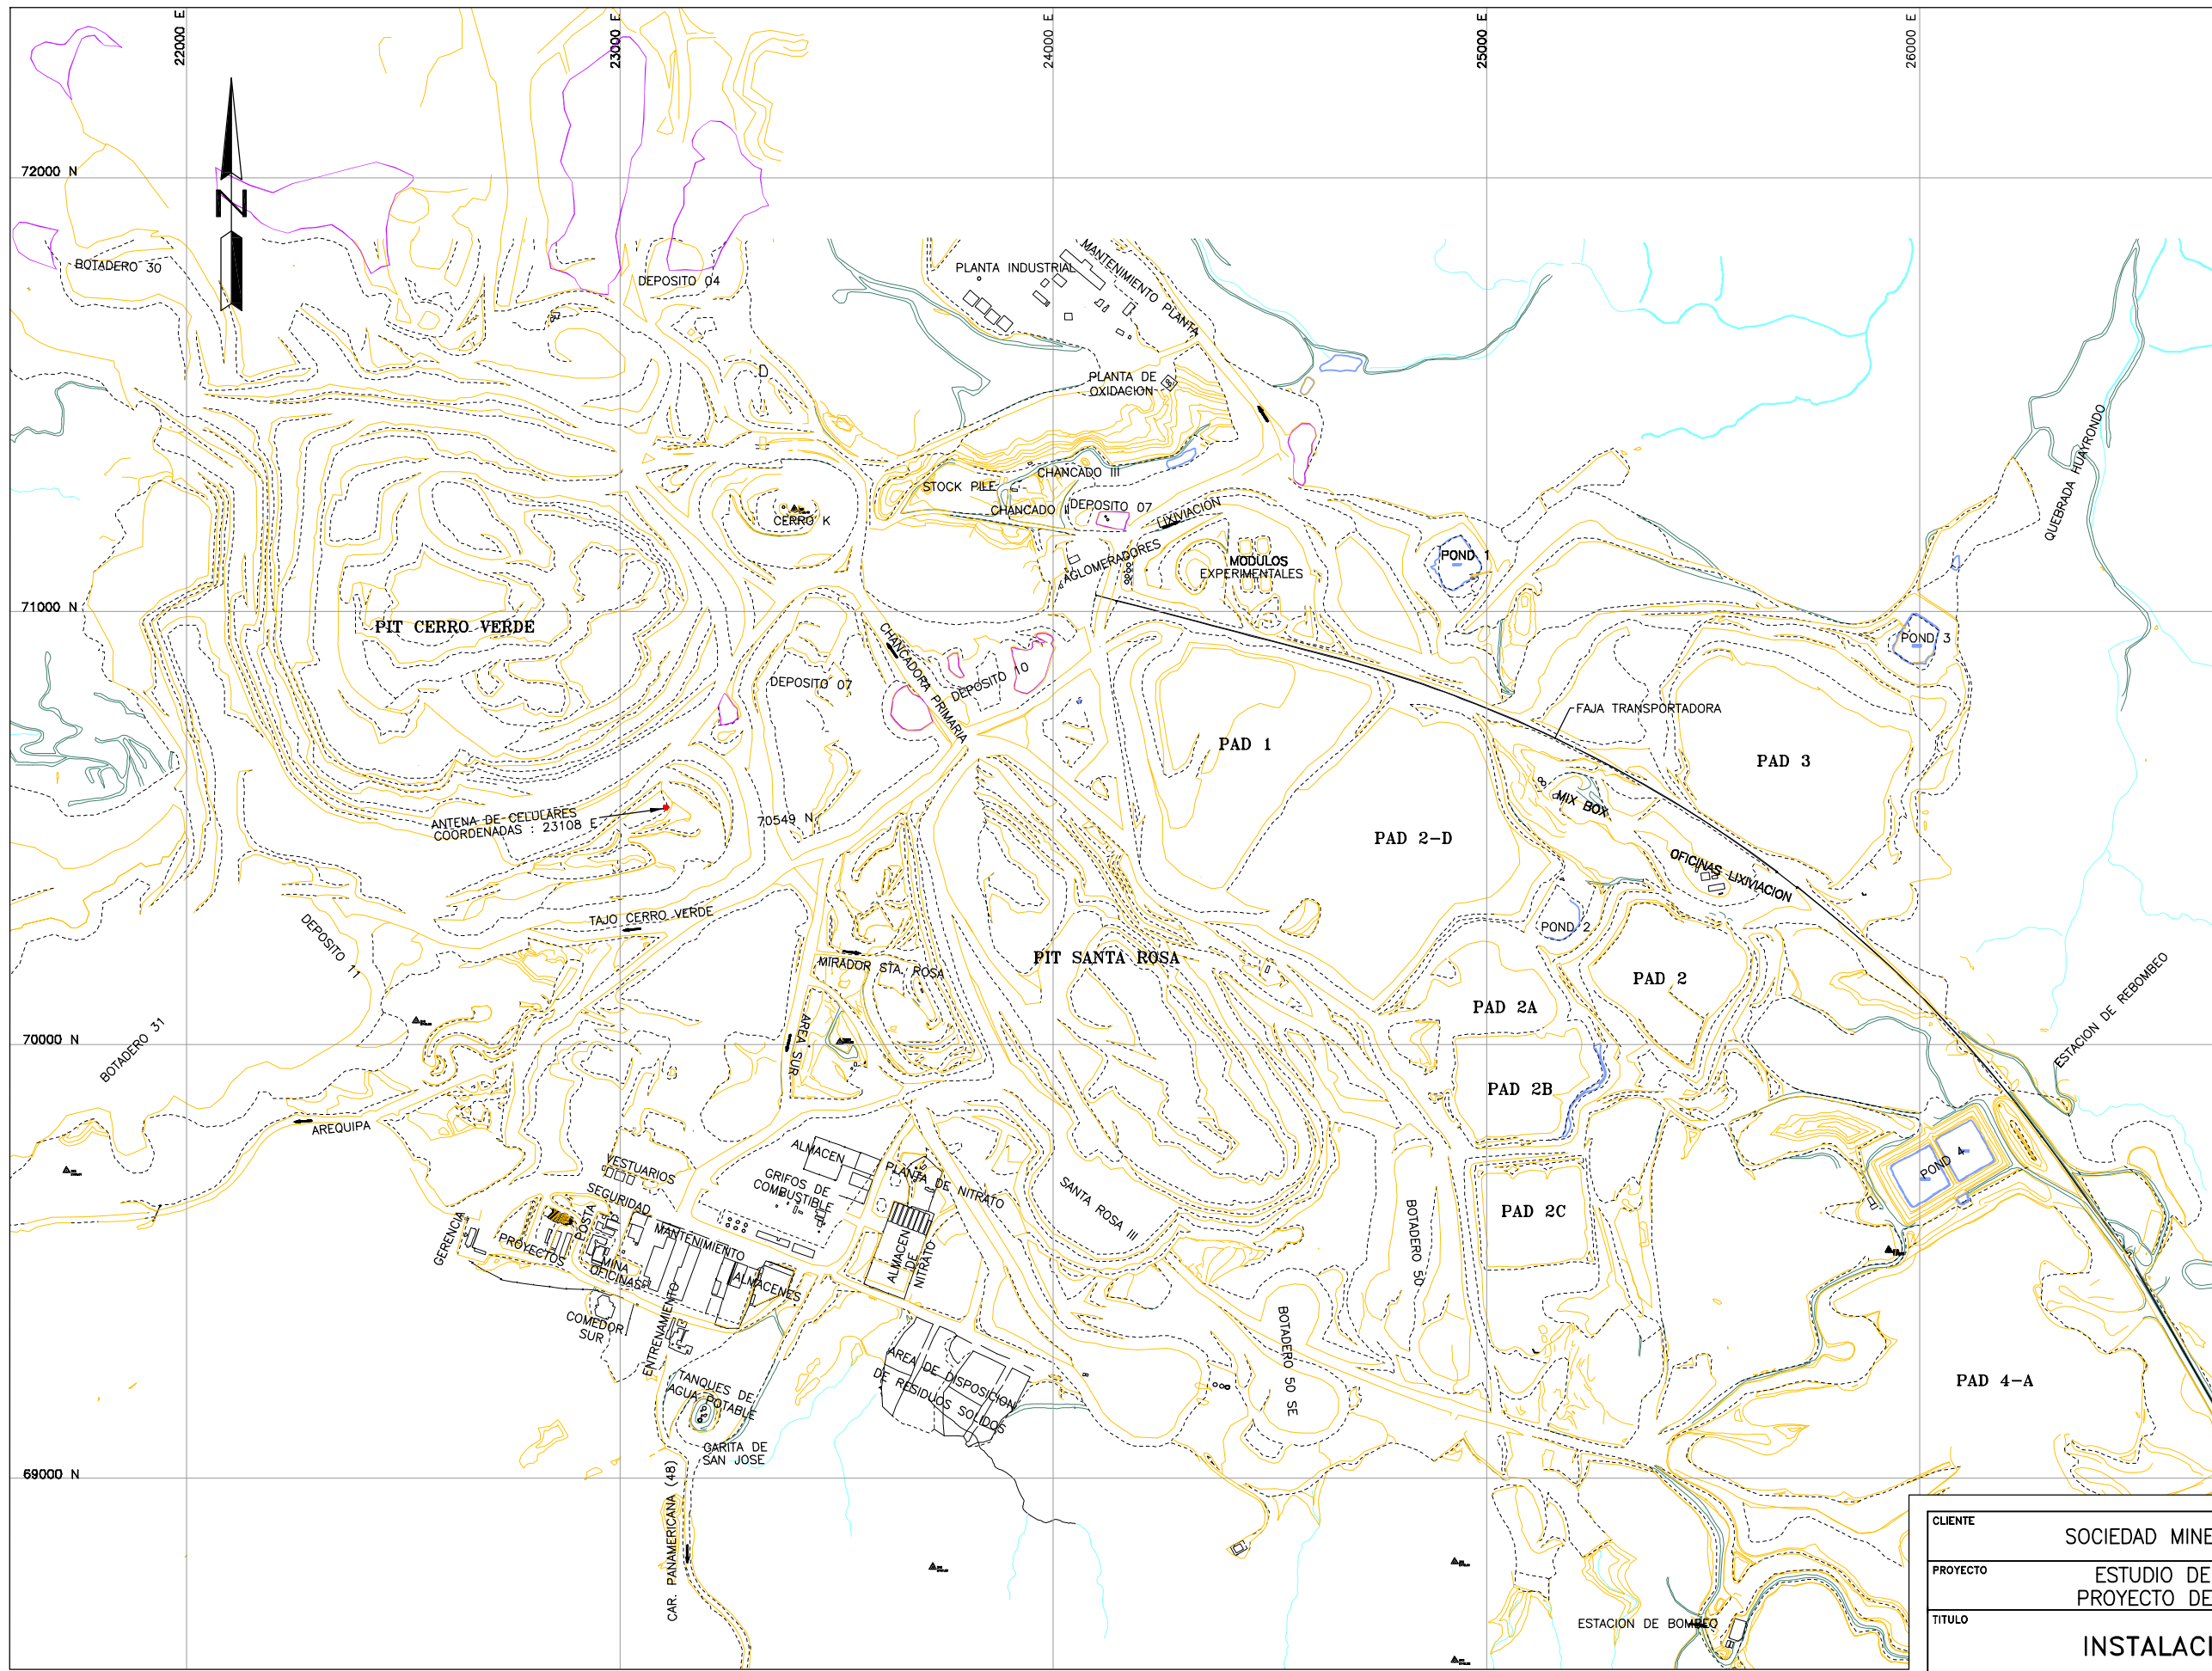 22000 E
23000 E
24000 E
25000 E
26000 E
72000 N
N
BOTADERO 30
DEPOSITO 04
PLANTA INDUSTRIAL
MANTENIMIENTO PLANTA
PLANTA DE
OXIDACION
QUEBRADA HUAYRONDO
CHANCADO III
STOCK PILE
CHANCADO II
DEPOSITO 07
LIXIVIACION
CERRO K
AGLOMERADORES
MODULOS
EXPERIMENTALES
POND 1
71000 N
PIT CERRO VERDE
POND 3
CHANCADORA PRIMARIA
DEPOSITO 07
DEPOSITO 10
FAJA TRANSPORTADORA
PAD 1
PAD 3
MIX BOX
ANTENA DE CELULARES
COORDENADAS : 23108 E
70549 N
PAD 2-D
OFICINAS LIXIVIACION
TAJO CERRO VERDE
DEPOSITO 11
POND 2
MIRADOR STA. ROSA
PIT SANTA ROSA
PAD 2
PAD 2A
ESTACION DE REBOMBEO
AREA SUR
70000 N
BOTADERO 31
PAD 2B
AREQUIPA
ALMACEN
VESTUARIOS
GRIFOS DE
COMBUSTIBLE
PLANTA DE NITRATO
POND 4
SEGURIDAD
SANTA ROSA III
BOTADERO 50
PAD 2C
GERENCIA
PROYECTOS
POSTA
MANTENIMIENTO
MINA
OFICINAS
ALMACEN
DE
NITRATO
ALMACENES
COMEDOR
SUR
ENTRENAMIENTO
BOTADERO 50 SE
AREA DE DISPOSICION
DE RESIDUOS SOLIDOS
PAD 4-A
TANQUES DE
AGUA POTABLE
GARITA DE
SAN JOSE
69000 N
CAR. PANAMERICANA (48)
ESTACION DE BOMBEO
CLIENTE
SOCIEDAD MINE
PROYECTO
ESTUDIO DE
PROYECTO DE
TITULO
INSTALACI